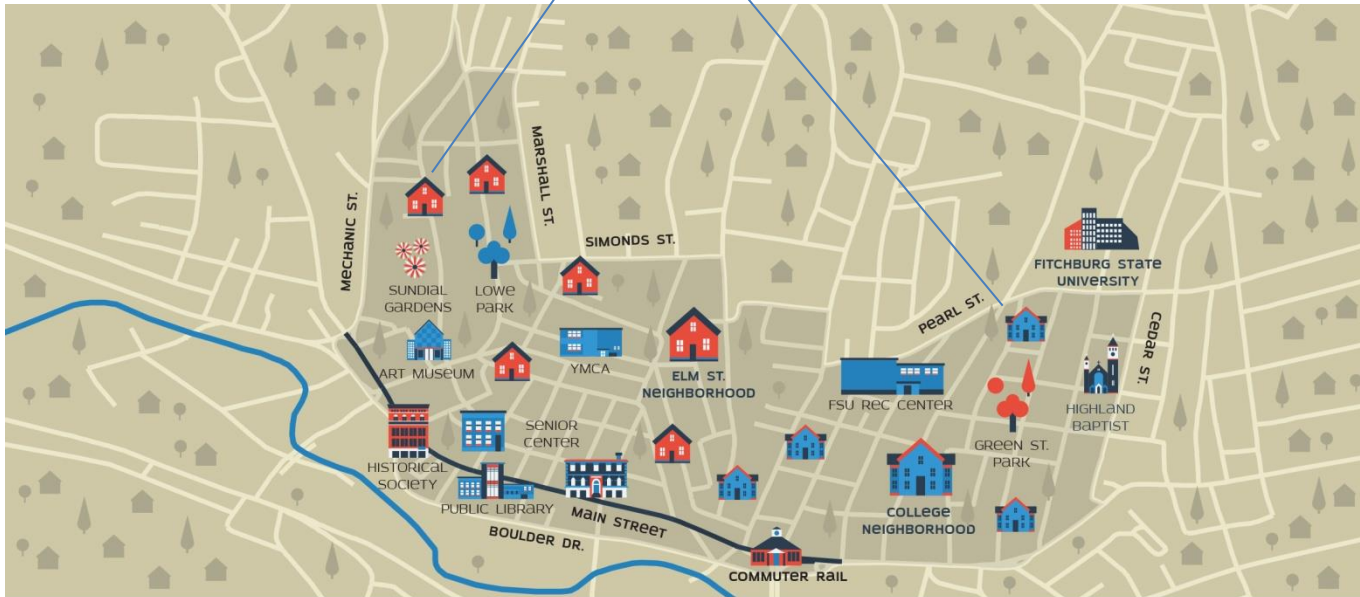 MECHANIC ST.
MARSHALL ST.
SIMONDS ST.
SUNDIAL
GARDENS
LOWE
PARK
FITCHBURG STATE
UNIVERSITY
PEARL ST.
CEDAR ST.
ART MUSEUM
YMCA
ELM ST.
NEIGHBORHOOD
FSU REC CENTER
HIGHLAND
BAPTIST
SENIOR
CENTER
GREEN ST.
PARK
HISTORICAL
SOCIETY
PUBLIC LIBRARY
MAIN STREET
COLLEGE
NEIGHBORHOOD
BOULDER DR.
COMMUTER RAIL